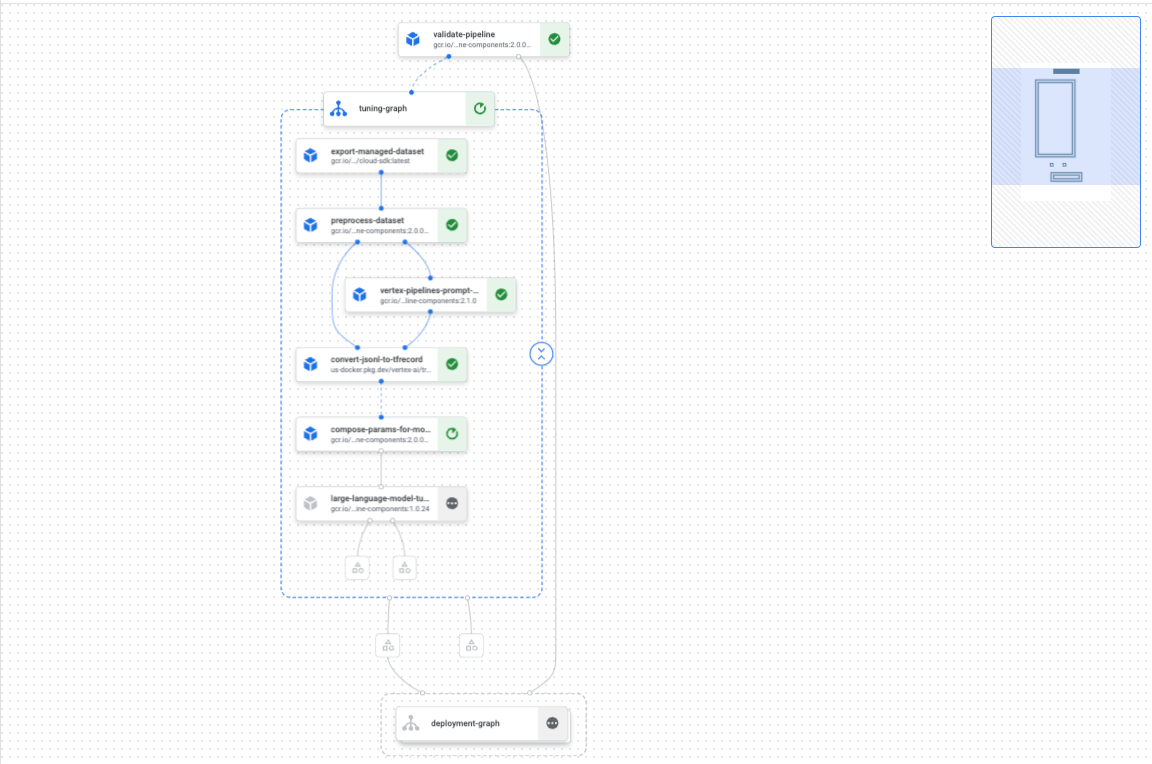 validate-pipeline
gcr.io/...ne-components:2.0.0...
tuning-graph
export-managed-dataset
gcr.io/.../cloud-sdk:latest
preprocess-dataset
gcr.io/...ne-components:2.0.0...
vertex-pipelines-prompt-...
gcr.io/...line-components:2.1.0
convert-jsonl-to-tfrecord
us-docker.pkg.dev/vertex-ai/tr...
compose-params-for-mo...
gcr.io/...ne-components:2.0.0...
large-language-model-tu...
gcr.io/...ine-components:1.0.24
deployment-graph